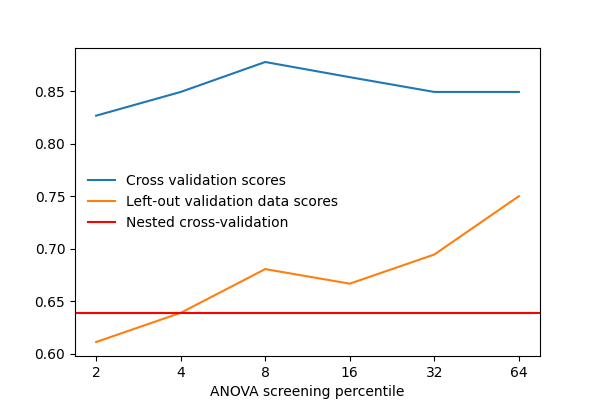 0.85
0.80
0.75
0.70
0.65
0.60
Cross validation scores
Left-out validation data scores
Nested cross-validation
2 4 8 16 32 64
ANOVA screening percentile